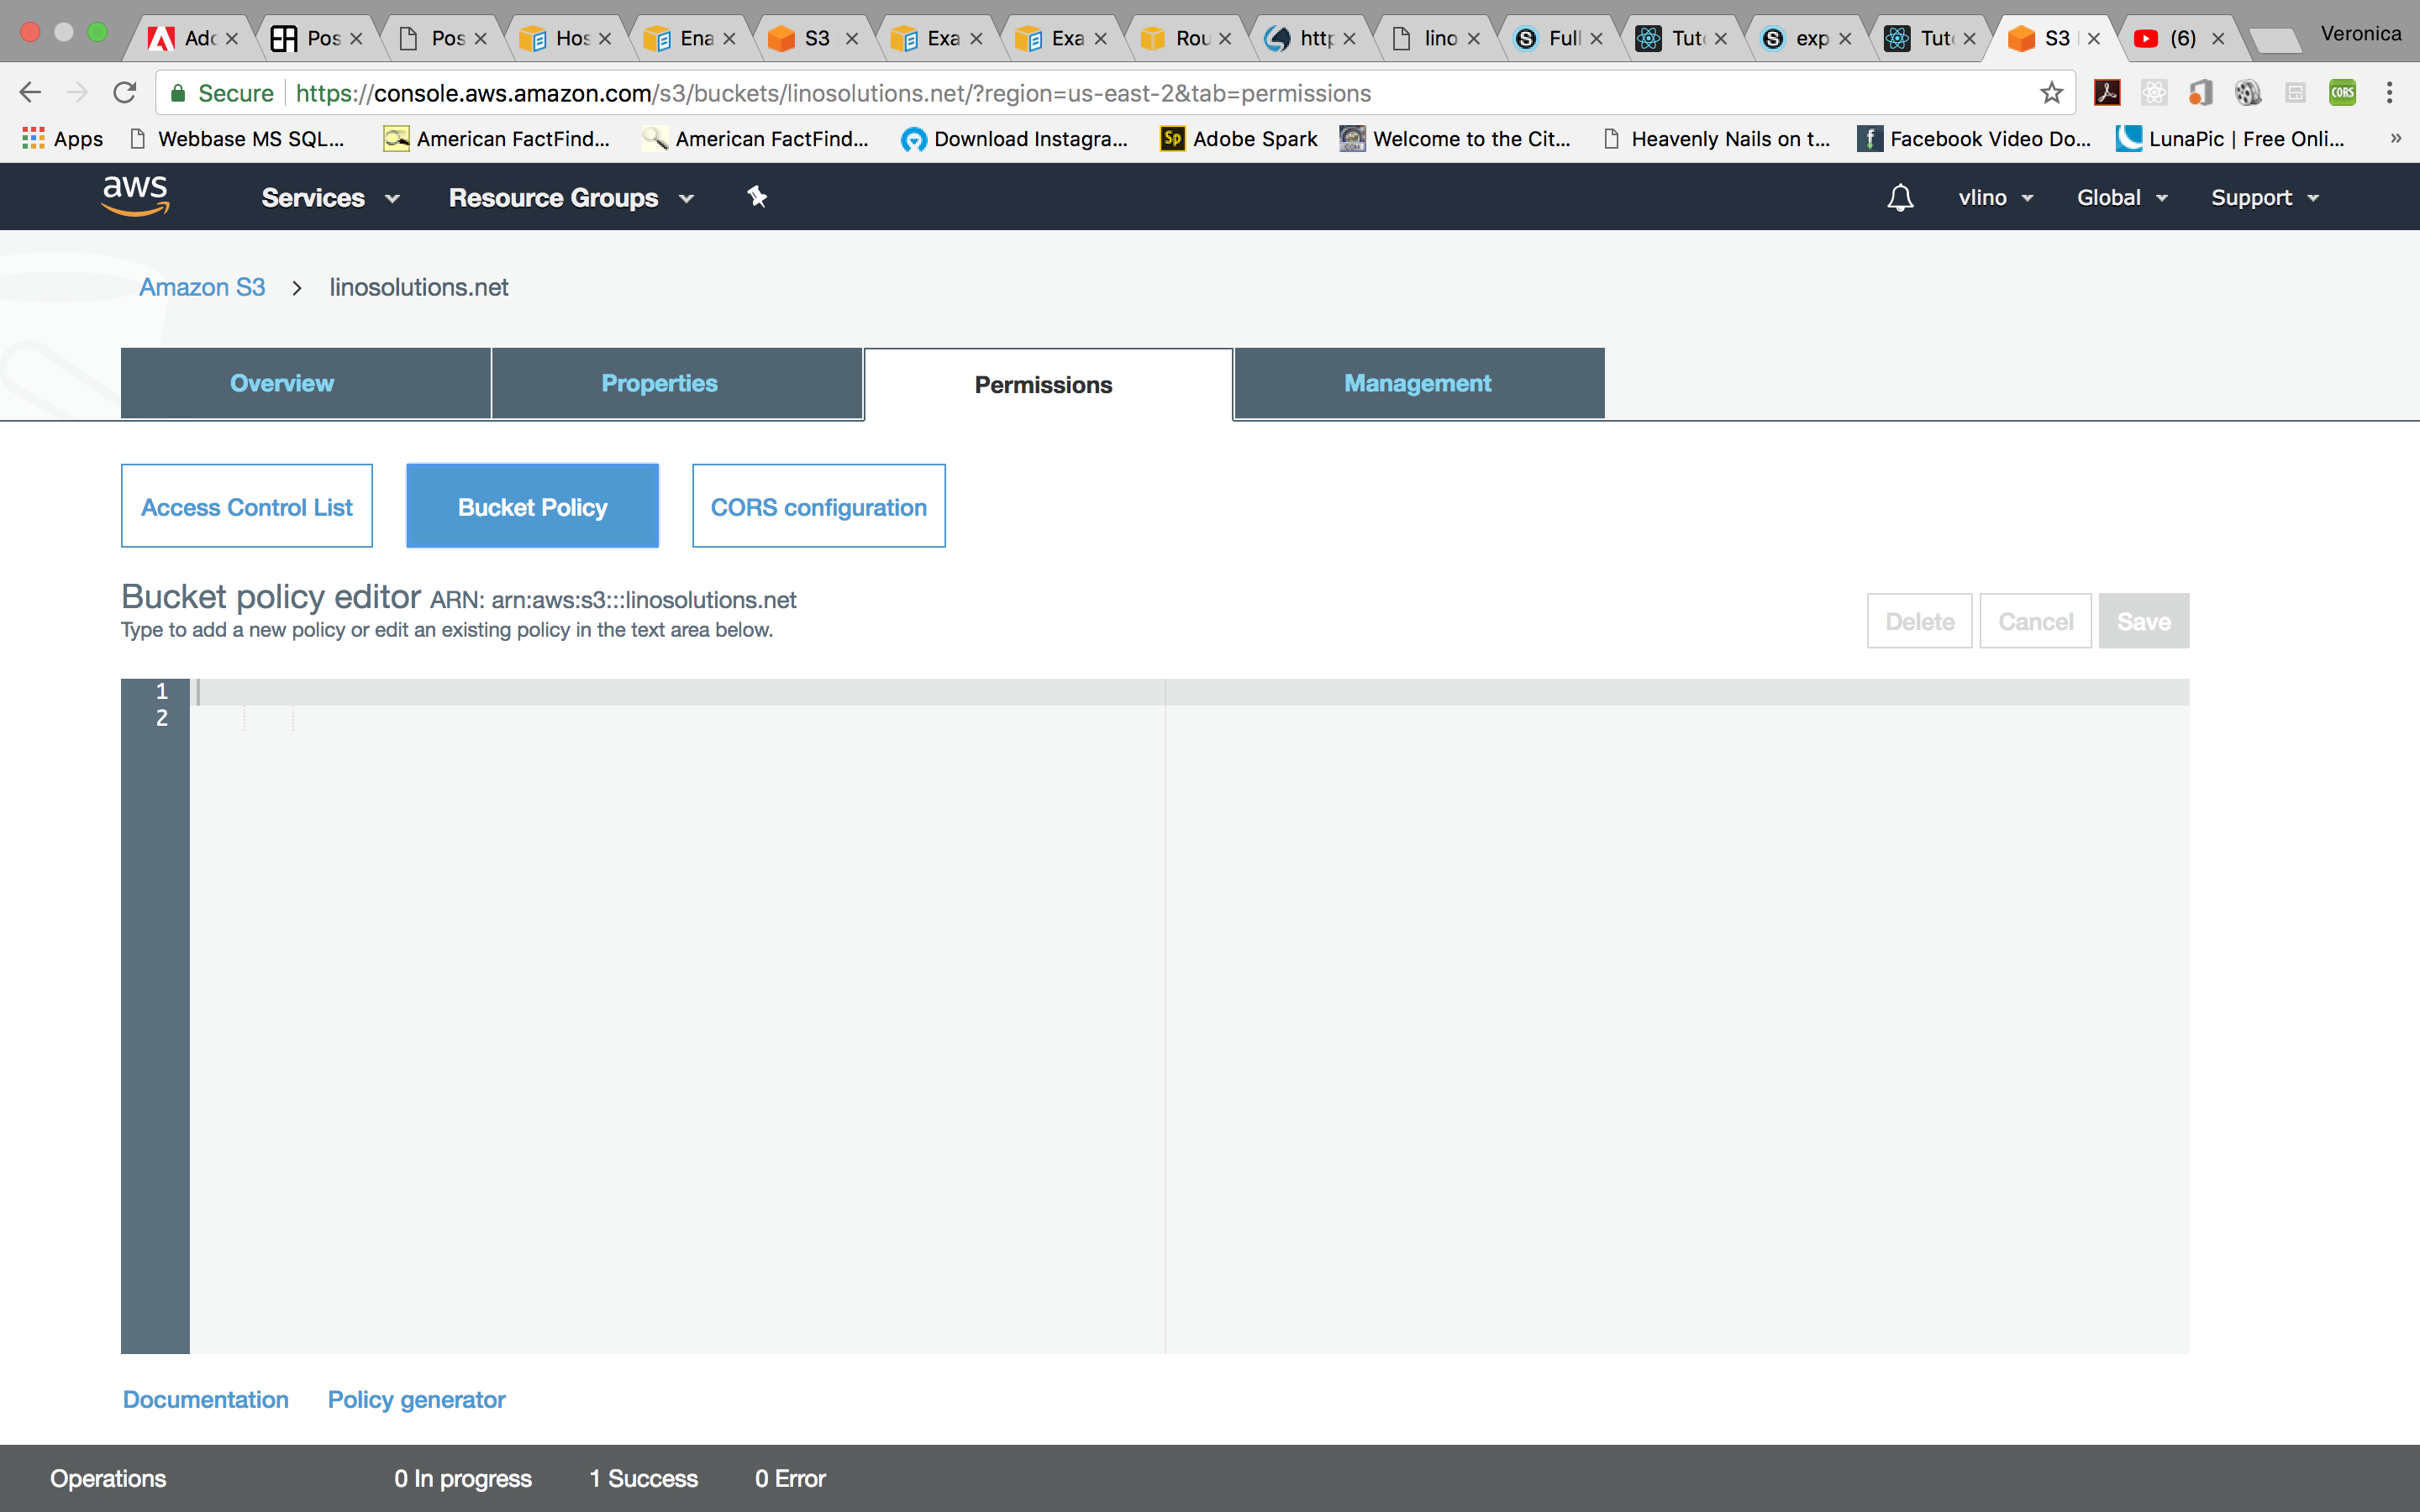 Adc Pos Pos Hos Ena S3 Exa Exa Rou http lino Full Tuto exp Tuto S3 (6) Veronica
Secure https://console.aws.amazon.com/s3/buckets/linosolutions.net/?region=us-east-2&tab=permissions CORS
Apps Webbase MS SQL... American FactFind... American FactFind... Download Instagra... Sp Adobe Spark Welcome to the Cit... Heavenly Nails on t... Facebook Video Do... LunaPic | Free Onli... »
aws Services Resource Groups vlino Global Support
Amazon S3 > linosolutions.net
Overview Properties Permissions Management
Access Control List Bucket Policy CORS configuration
Bucket policy editor ARN: arn:aws:s3:::linosolutions.net
Type to add a new policy or edit an existing policy in the text area below.
Delete Cancel Save
1
2
Documentation Policy generator
Operations 0 In progress 1 Success 0 Error